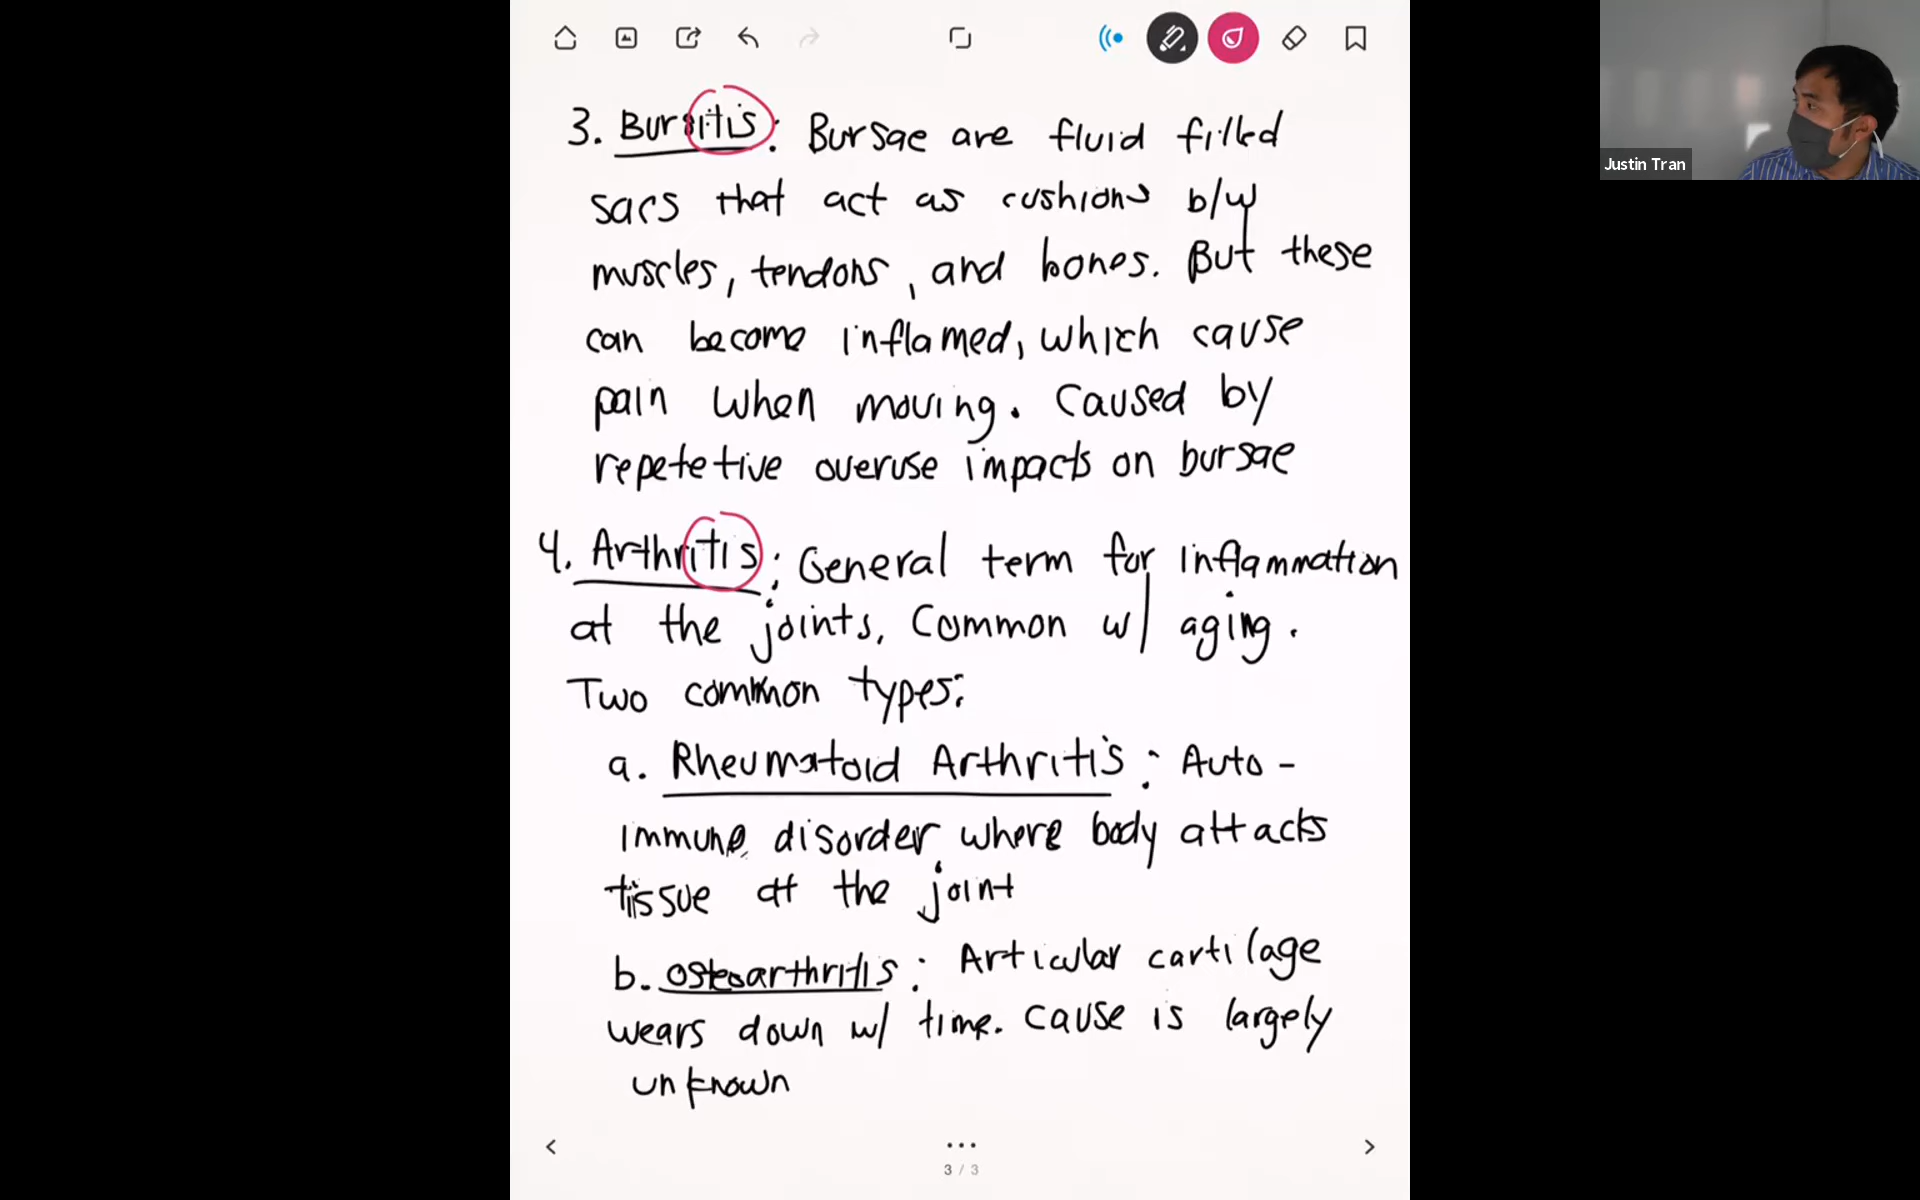 3. Bursitis: Bursae are fluid filled
sacs that act as cushions b/w
muscles, tendons, and bones. But these
can become inflamed, which cause
pain when moving. Caused by
repetetive overuse impacts on bursae
4. Arthritis: General term for inflammation
at the joints, Common w/ aging.
Two common types:
a. Rheumatoid Arthritis: Auto-
immune disorder where body attacks
tissue at the joint
b. Osteoarthritis: Articular cartilage
wears down w/ time. Cause is largely
unknown
3 / 3
Justin Tran